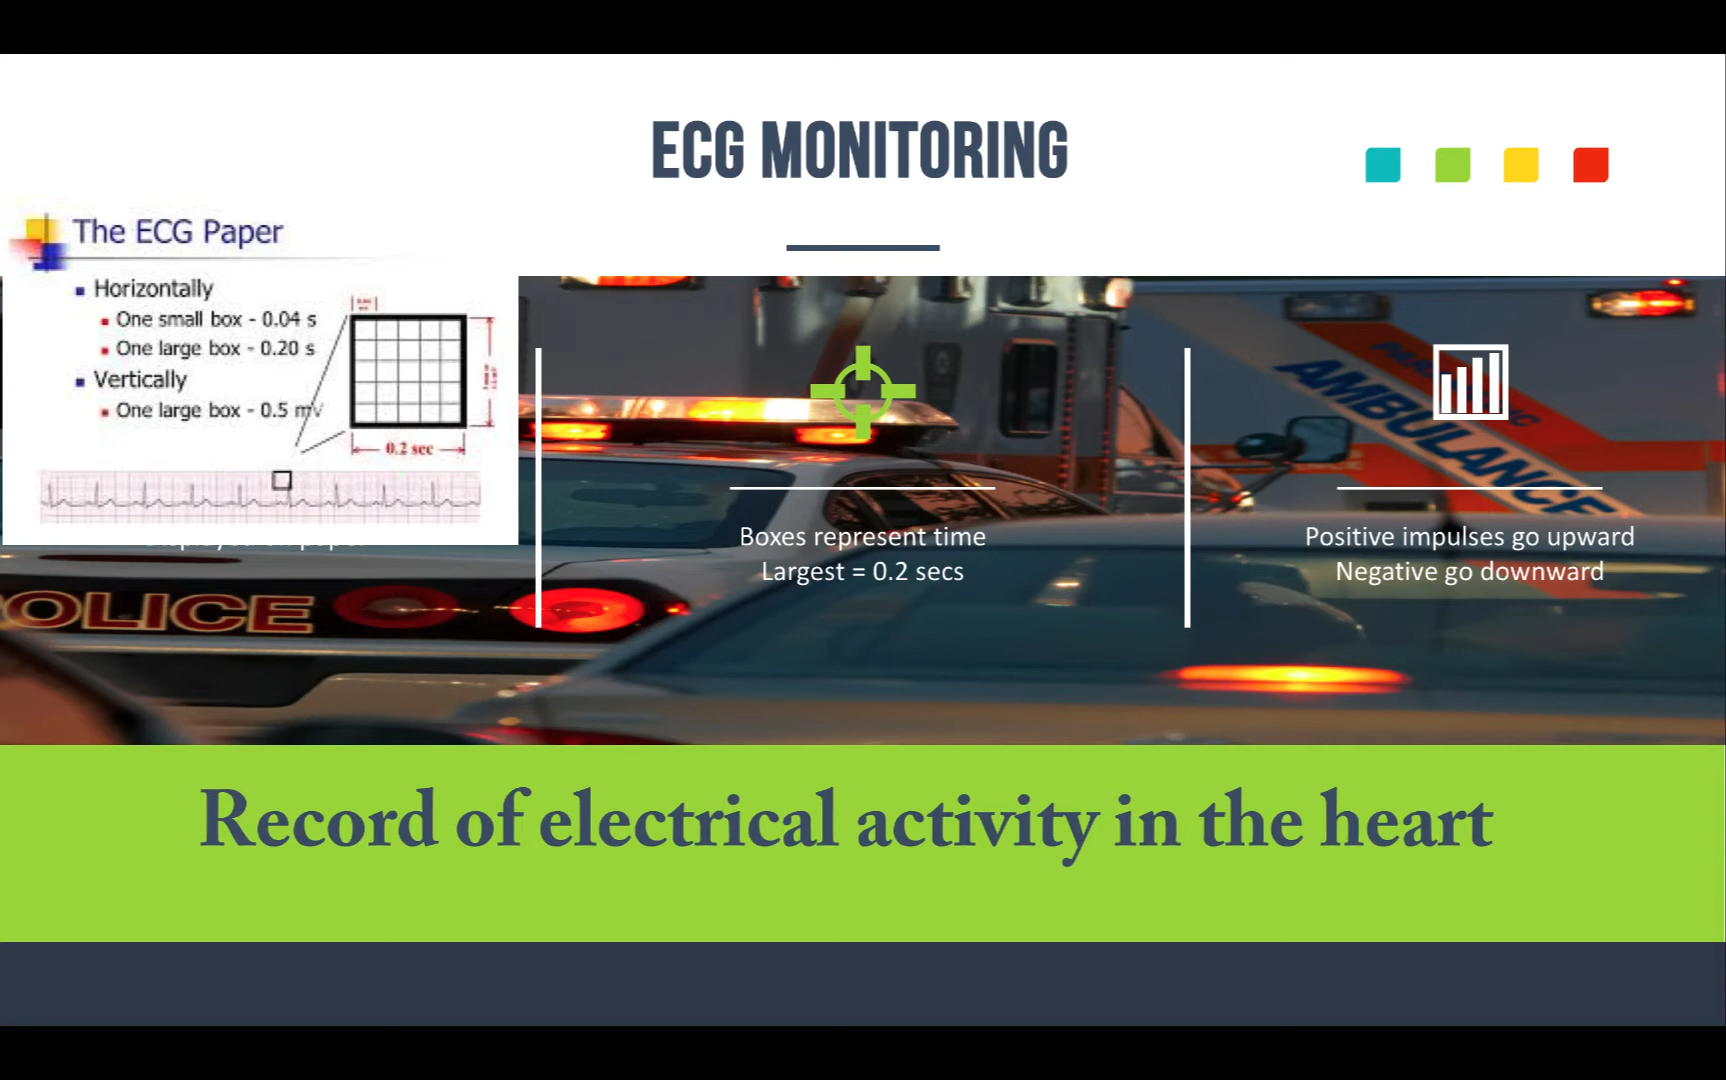 ECG MONITORING
The ECG Paper
Horizontally
One small box - 0.04 s
One large box - 0.20 s
Vertically
One large box - 0.5 mV
0.2 sec
Boxes represent time
Largest = 0.2 secs
Positive impulses go upward
Negative go downward
AMBULANCE
OLICE
Record of electrical activity in the heart